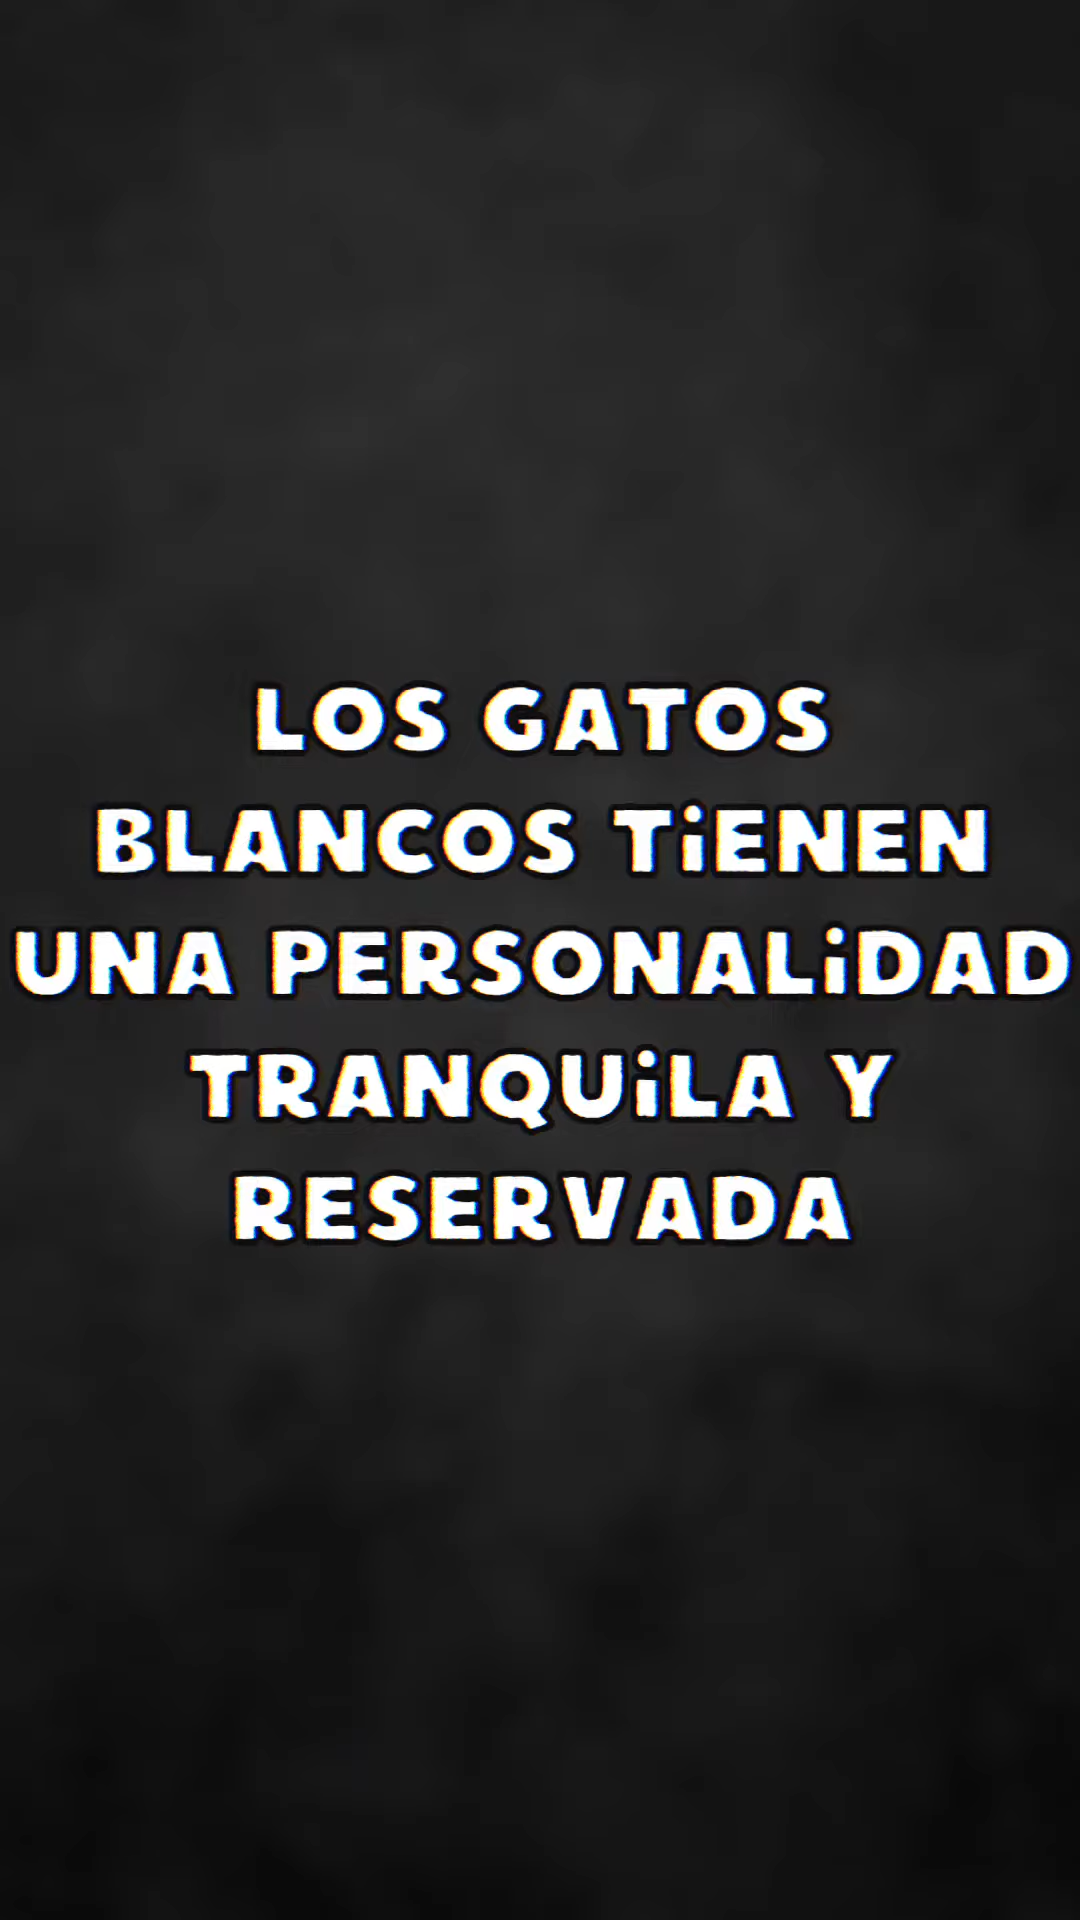 LOS GATOS
BLANCOS TiENEN
UNA PERSONALiDAD
TRANQUiLA Y
RESERVADA